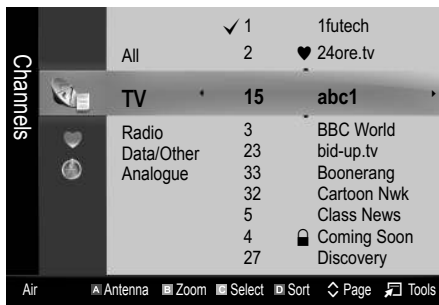 Channels
✓ 1 1futech
All 2 ♥ 24ore.tv
TV 15 abc1
Radio 3 BBC World
Data/Other 23 bid-up.tv
Analogue 33 Boonerang
32 Cartoon Nwk
5 Class News
4 Coming Soon
27 Discovery
Air A Antenna B Zoom C Select D Sort Page Tools